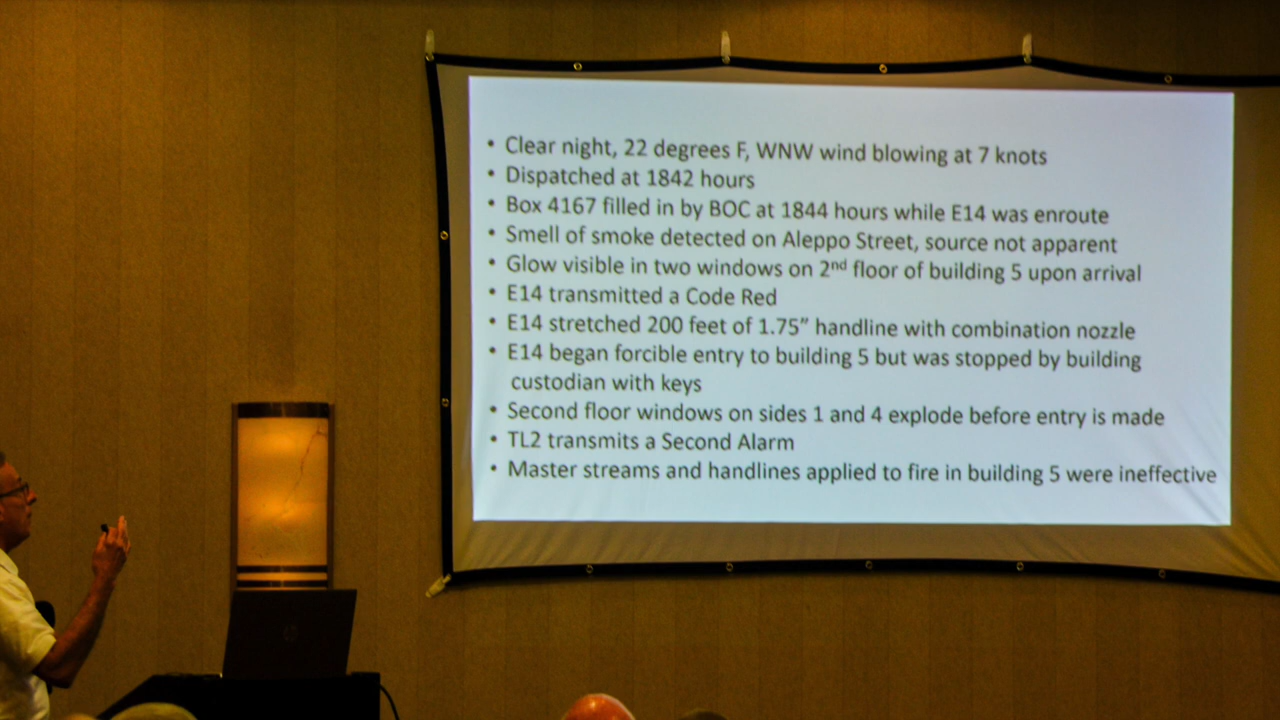 • Clear night, 22 degrees F, WNW wind blowing at 7 knots
• Dispatched at 1842 hours
• Box 4167 filled in by BOC at 1844 hours while E14 was enroute
• Smell of smoke detected on Aleppo Street, source not apparent
• Glow visible in two windows on 2nd floor of building 5 upon arrival
• E14 transmitted a Code Red
• E14 stretched 200 feet of 1.75” handline with combination nozzle
• E14 began forcible entry to building 5 but was stopped by building
custodian with keys
• Second floor windows on sides 1 and 4 explode before entry is made
• TL2 transmits a Second Alarm
• Master streams and handlines applied to fire in building 5 were ineffective